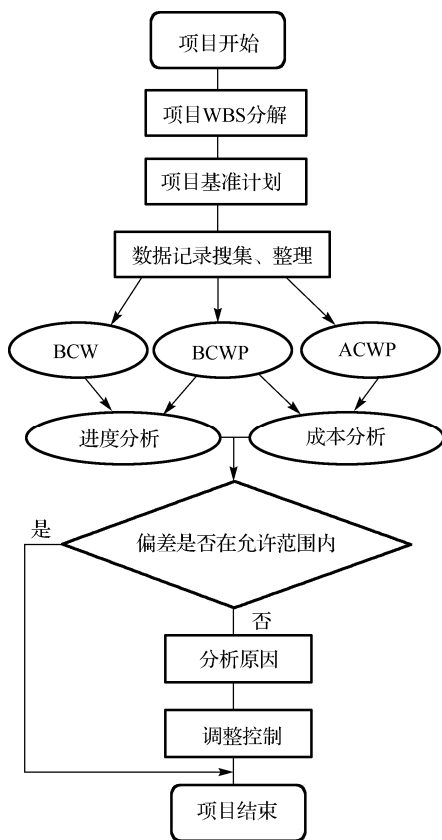 项目开始
项目WBS分解
项目基准计划
数据记录搜集、整理
BCW
BCWP
ACWP
进度分析
成本分析
偏差是否在允许范围内
是
否
分析原因
调整控制
项目结束